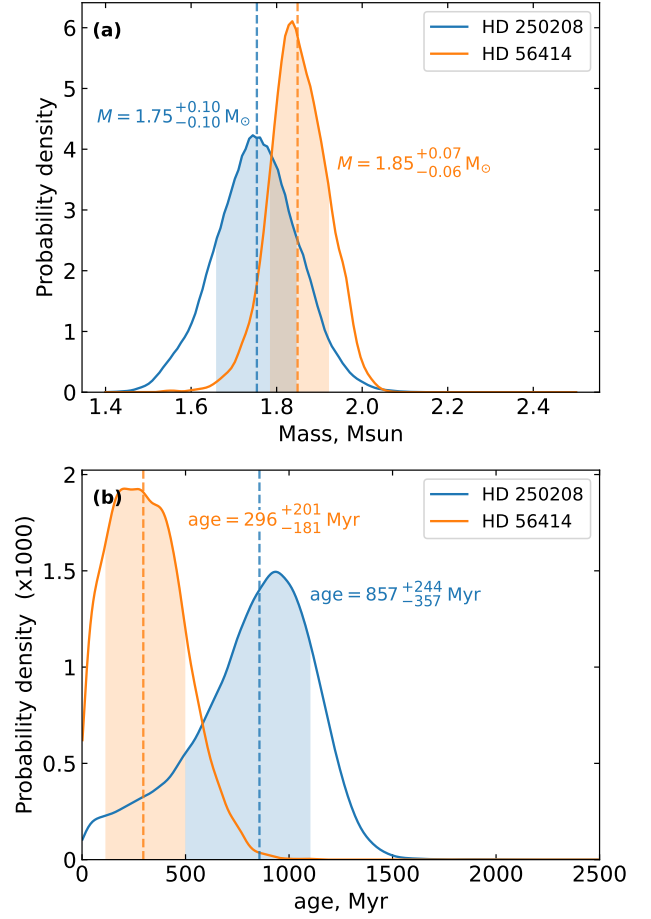 (a)
HD 250208
HD 56414
M = 1.75 +0.10 −0.10 M⊙
M = 1.85 +0.07 −0.06 M⊙
Probability density
6
5
4
3
2
1
0
1.4 1.6 1.8 2.0 2.2 2.4
Mass, Msun
(b)
HD 250208
HD 56414
age = 296 +201 −181 Myr
age = 857 +244 −357 Myr
Probability density (x1000)
2
1.5
1
0.5
0
0 500 1000 1500 2000 2500
age, Myr